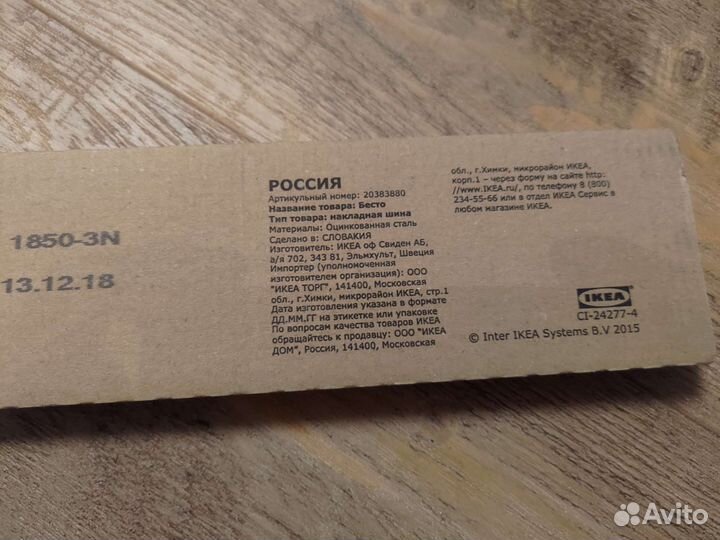 1850-3N
13.12.18
РОССИЯ
Артикульный номер: 20383880
Название товара: Бесто
Тип товара: накладная шина
Материалы: Оцинкованная сталь
Сделано в: СЛОВАКИЯ
Изготовитель: ИКЕА оф Свиден АБ,
а/я 702, 343 81, Эльмхульт, Швеция
Импортер (уполномоченная
изготовителем организация): ООО
"ИКЕА ТОРГ", 141400, Московская
обл., г.Химки, микрорайон ИКЕА, стр.1
Дата изготовления указана в формате
ДД.ММ.ГГ на этикетке или упаковке
По вопросам качества товаров ИКЕА
обращайтесь к продавцу: ООО "ИКЕА
ДОМ", Россия, 141400, Московская
обл., г.Химки, микрорайон ИКЕА,
корп.1 – через форму на сайте http:
//www.IKEA.ru/, по телефону 8 (800)
234-55-66 или в отдел ИКЕА Сервис в
любом магазине ИКЕА.
IKEA
CI-24277-4
© Inter IKEA Systems B.V 2015
Avito